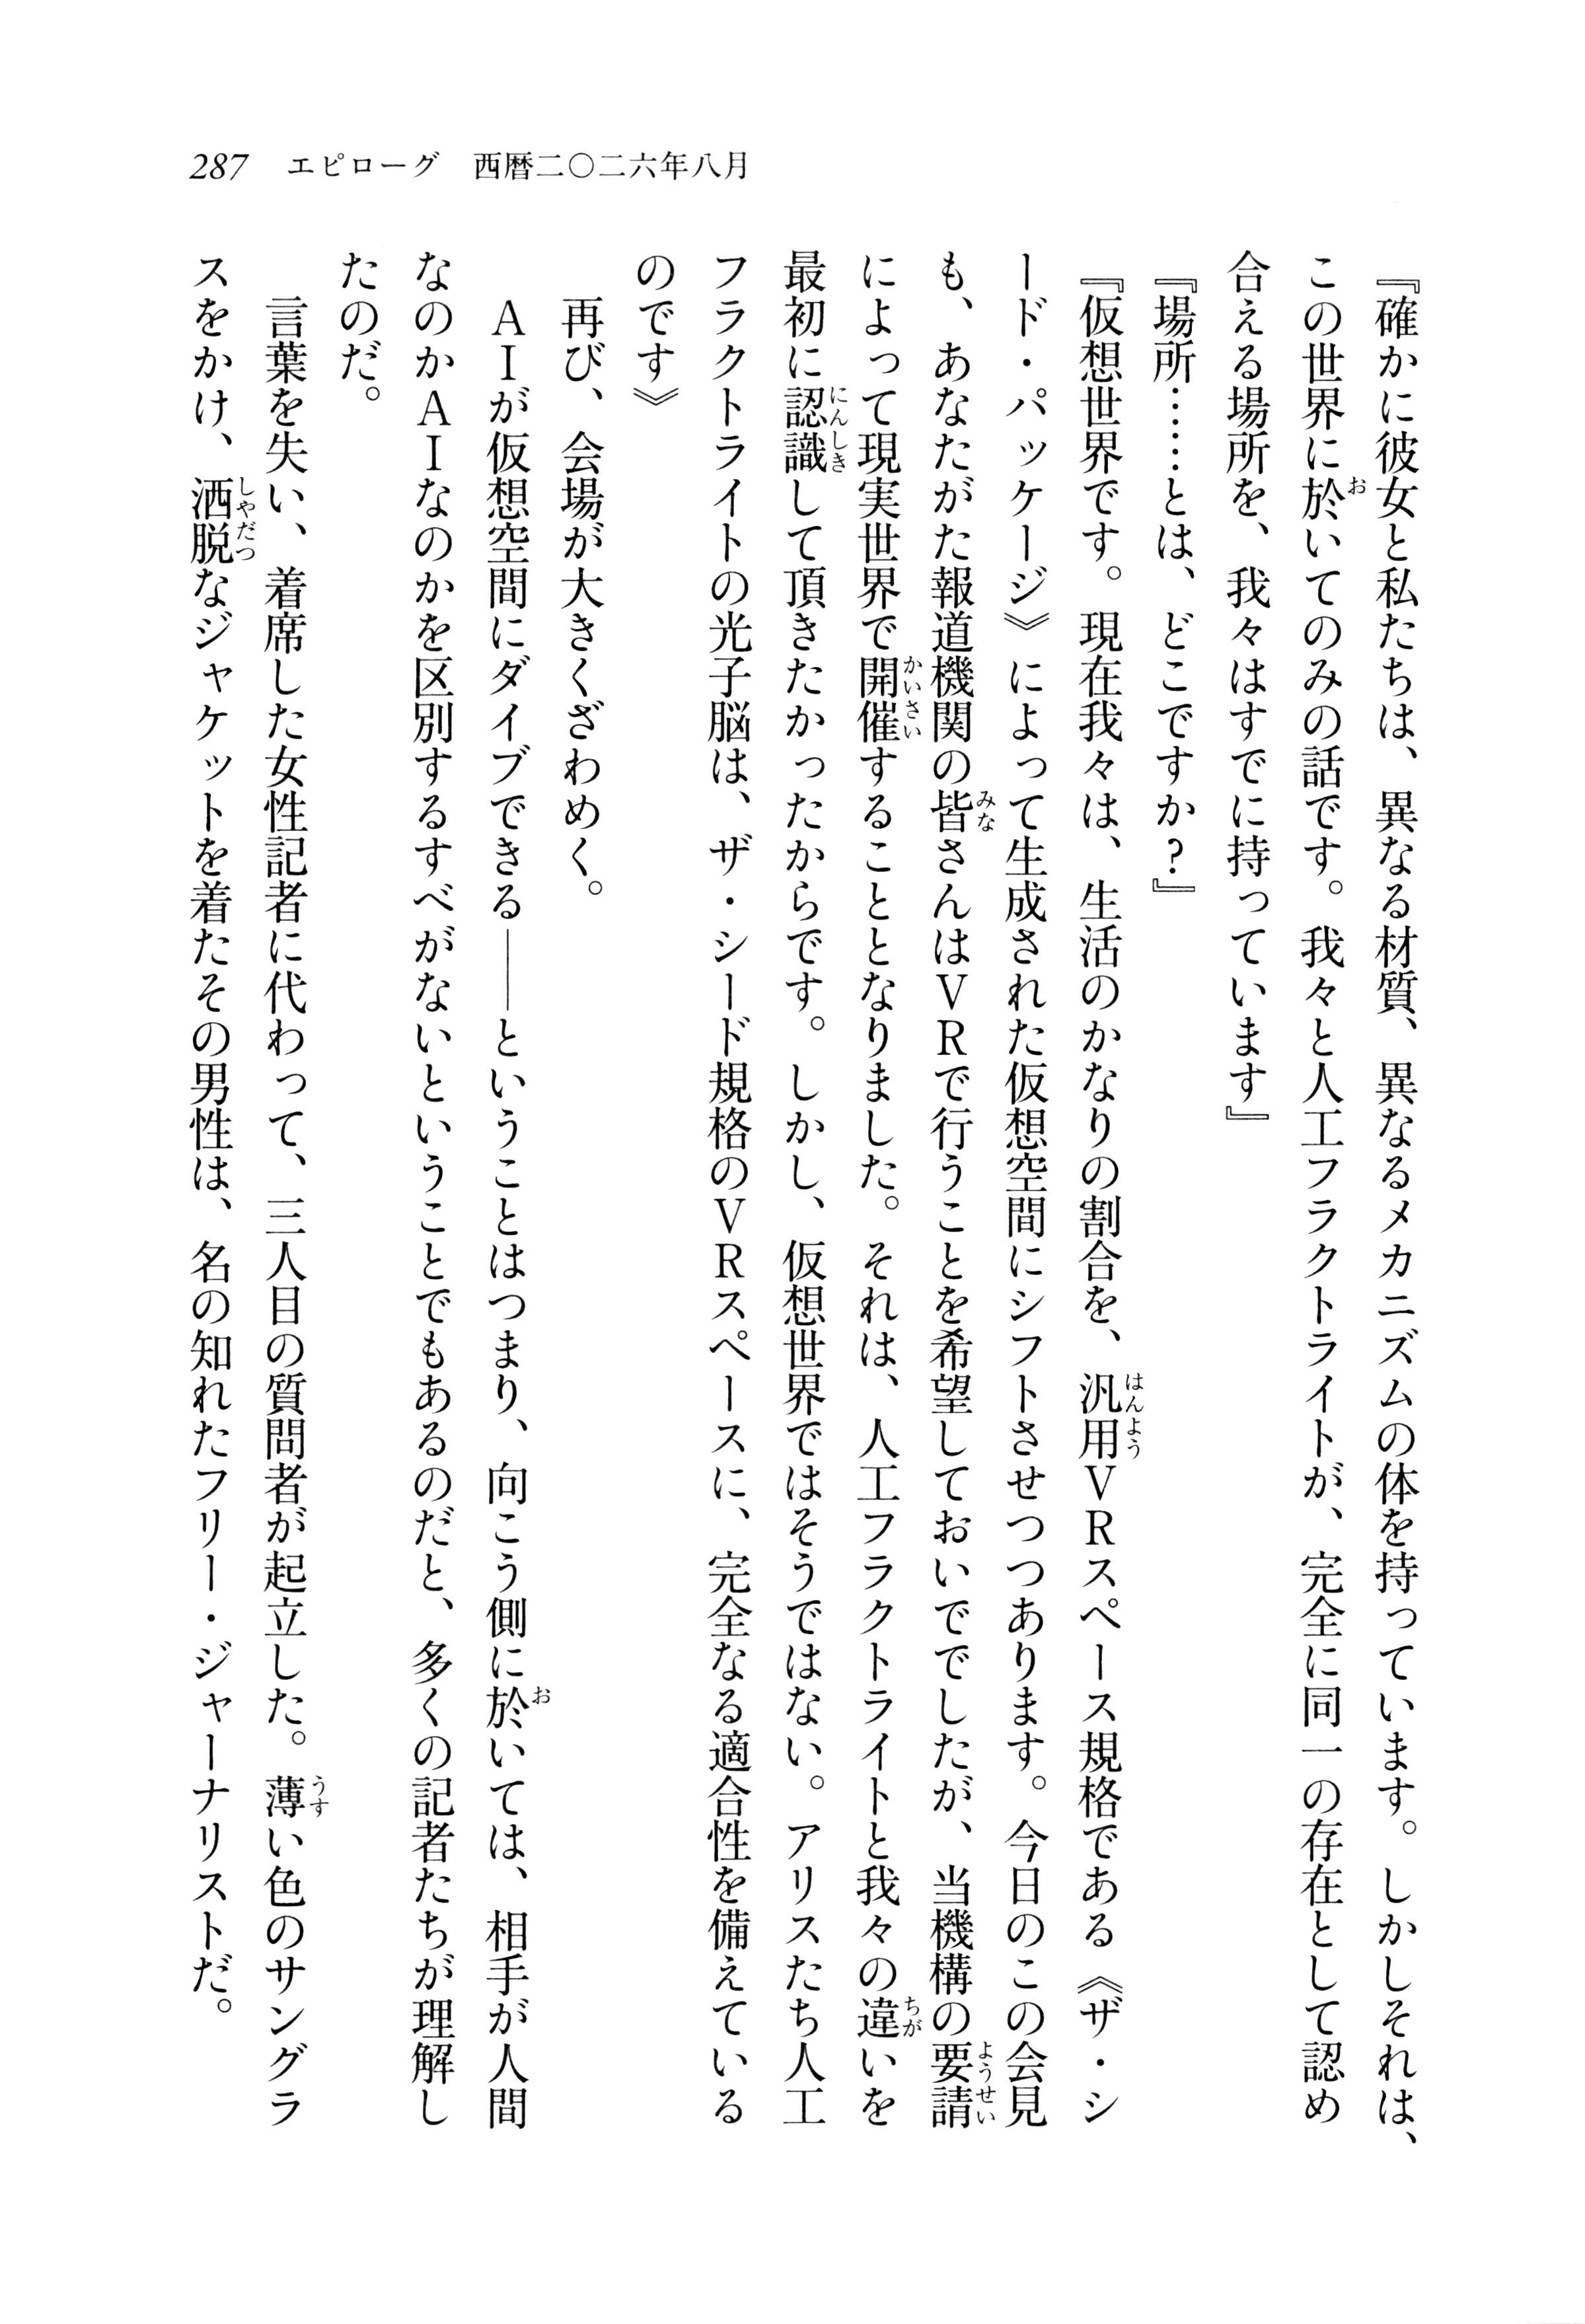 287　エピローグ　西暦二〇二六年八月
『確かに彼女と私たちは、異なる材質、異なるメカニズムの体を持っています。しかしそれは、
この世界に於いてのみの話です。我々と人工フラクトライトが、完全に同一の存在として認め
合える場所を、我々はすでに持っています』
『場所……とは、どこですか？』
『仮想世界です。現在我々は、生活のかなりの割合を、汎用ＶＲスペース規格である《ザ・シ
ード・パッケージ》によって生成された仮想空間にシフトさせつつあります。今日のこの会見
も、あなたがた報道機関の皆さんはＶＲで行うことを希望しておいででしたが、当機構の要請
によって現実世界で開催することとなりました。それは、人工フラクトライトと我々の違いを
最初に認識して頂きたかったからです。しかし、仮想世界ではそうではない。アリスたち人工
フラクトライトの光子脳は、ザ・シード規格のＶＲスペースに、完全なる適合性を備えている
のです》
再び、会場が大きくざわめく。
ＡＩが仮想空間にダイブできる――ということはつまり、向こう側に於いては、相手が人間
なのかＡＩなのかを区別するすべがないということでもあるのだと、多くの記者たちが理解し
たのだ。
言葉を失い、着席した女性記者に代わって、三人目の質問者が起立した。薄い色のサングラ
スをかけ、洒脱なジャケットを着たその男性は、名の知れたフリー・ジャーナリストだ。